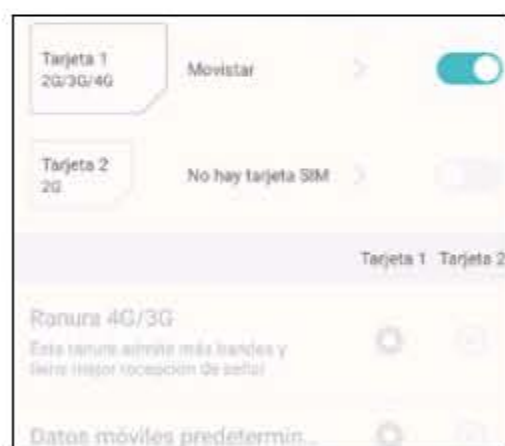 Tarjeta 1
2G/3G/4G
Movistar
Tarjeta 2
2G
No hay tarjeta SIM
Tarjeta 1 Tarjeta 2
Ranura 4G/3G
Esta ranura admite más bandas y
tiene mejor recepción de señal
Datos móviles predetermin...